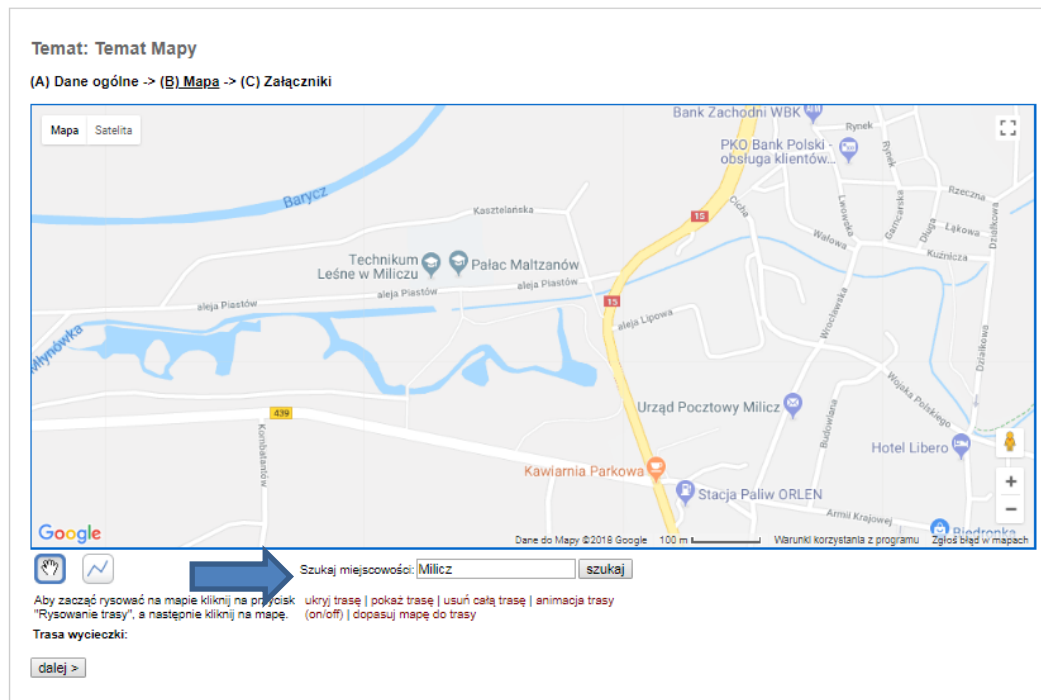 Temat: Temat Mapy
(A) Dane ogólne -> (B) Mapa -> (C) Załączniki
Mapa Satelita
Bank Zachodni WBK
Rynek
PKO Bank Polski -
obsługa klientów...
Rynek
Barycz
Kasztelańska
15
Cicha
Lwowska
Garncarska
Rzeczna
Długa
Łąkowa
Działkowa
Wałowa
Kuźnicza
Technikum
Leśne w Miliczu
Pałac Maltzanów
aleja Piastów
aleja Piastów
aleja Piastów
15
aleja Lipowa
Wrocławska
Działkowa
Młynówka
Wojska Polskiego
439
Kombatantów
Urząd Pocztowy Milicz
Budowlana
Hotel Libero
Kawiarnia Parkowa
Stacja Paliw ORLEN
Armii Krajowej
Biedronka
+
−
Google
Dane do Mapy ©2018 Google 100 m Warunki korzystania z programu Zgłoś błąd w mapach
Szukaj miejscowości: Milicz szukaj
Aby zacząć rysować na mapie kliknij na przycisk
"Rysowanie trasy", a następnie kliknij na mapę.
ukryj trasę | pokaż trasę | usuń całą trasę | animacja trasy
(on/off) | dopasuj mapę do trasy
Trasa wycieczki:
dalej >